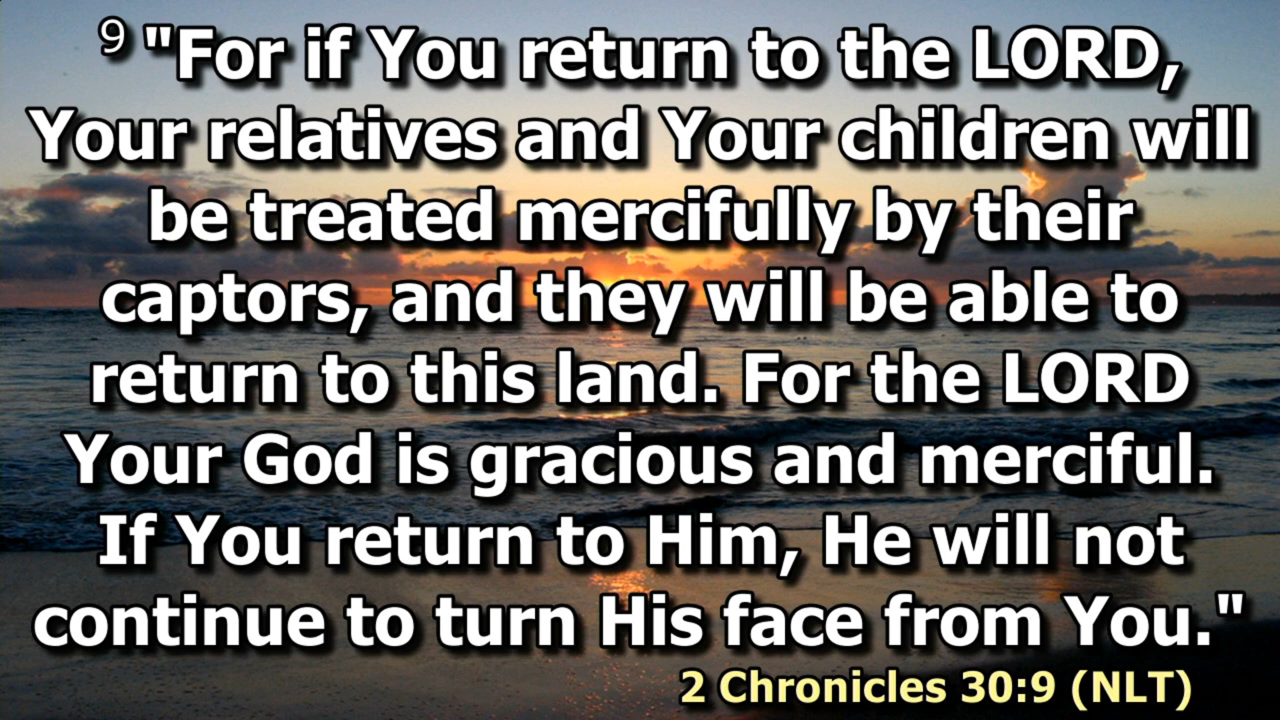 9 "For if You return to the LORD,
Your relatives and Your children will
be treated mercifully by their
captors, and they will be able to
return to this land. For the LORD
Your God is gracious and merciful.
If You return to Him, He will not
continue to turn His face from You."
2 Chronicles 30:9 (NLT)